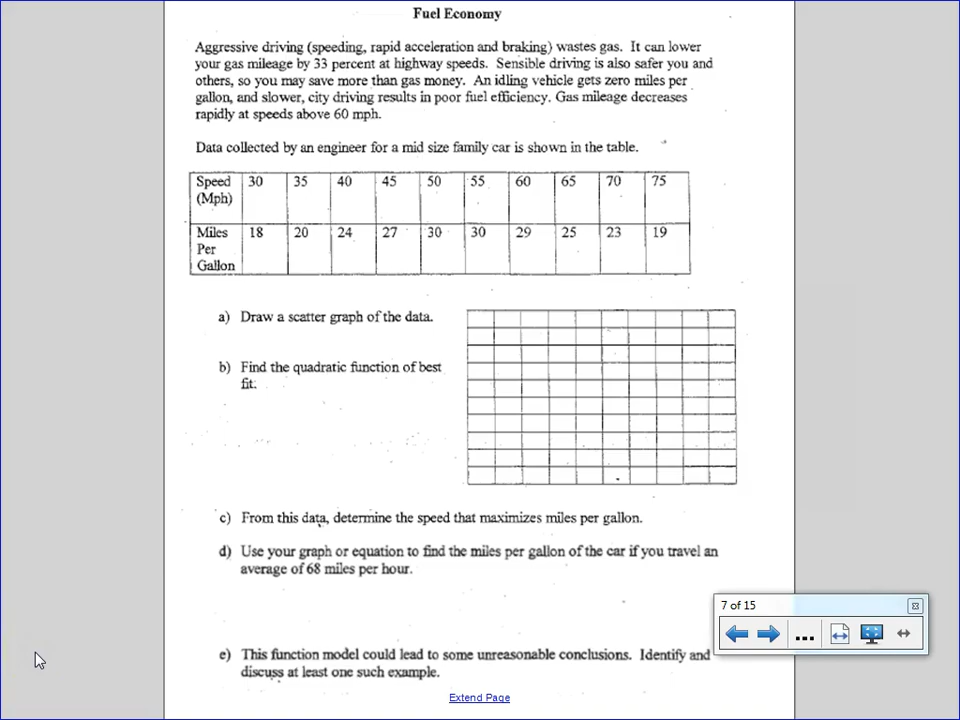 Fuel Economy
Aggressive driving (speeding, rapid acceleration and braking) wastes gas. It can lower
your gas mileage by 33 percent at highway speeds. Sensible driving is also safer you and
others, so you may save more than gas money. An idling vehicle gets zero miles per
gallon, and slower, city driving results in poor fuel efficiency. Gas mileage decreases
rapidly at speeds above 60 mph.
Data collected by an engineer for a mid size family car is shown in the table.
Speed (Mph) 30 35 40 45 50 55 60 65 70 75
Miles Per Gallon 18 20 24 27 30 30 29 25 23 19
a) Draw a scatter graph of the data.
b) Find the quadratic function of best
fit.
c) From this data, determine the speed that maximizes miles per gallon.
d) Use your graph or equation to find the miles per gallon of the car if you travel an
average of 68 miles per hour.
e) This function model could lead to some unreasonable conclusions. Identify and
discuss at least one such example.
7 of 15
...
Extend Page